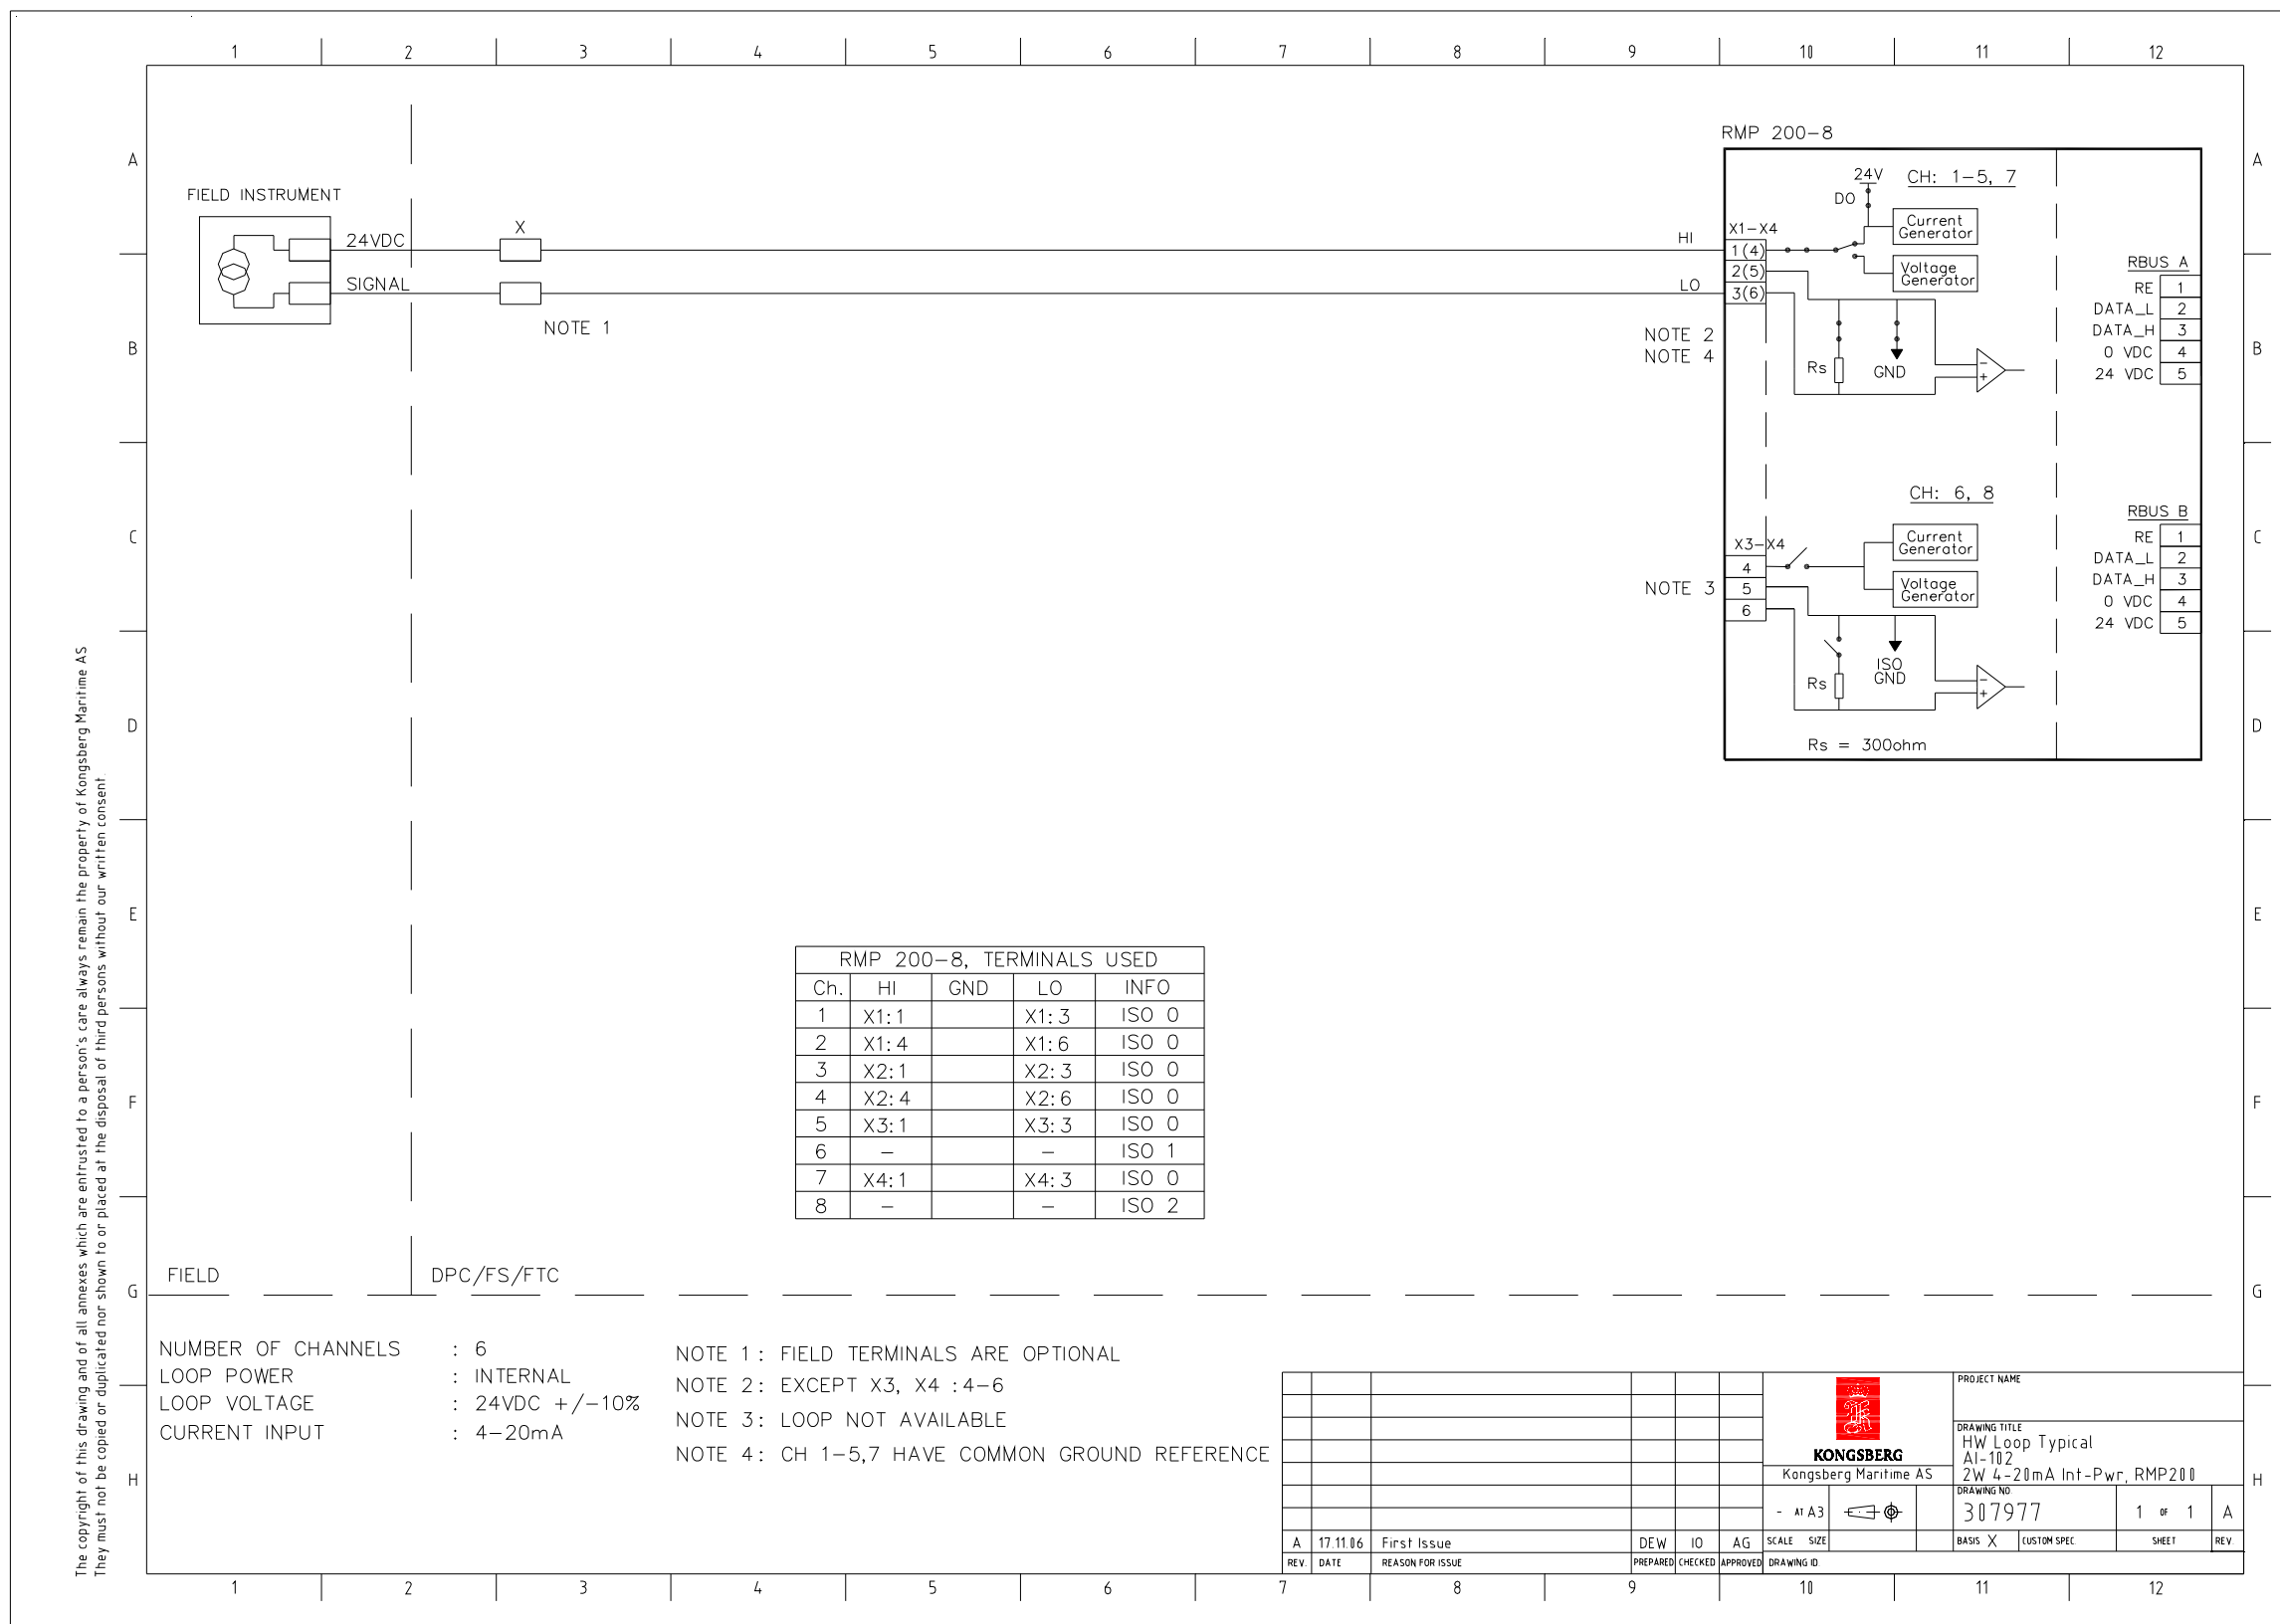 1 2 3 4 5 6 7 8 9 10 11 12
A A
B B
C C
D D
E E
F F
G G
H H
The copyright of this drawing and of all annexes which are entrusted to a person's care always remain the property of Kongsberg Maritime AS
They must not be copied or duplicated nor shown to or placed at the disposal of third persons without our written consent.
FIELD INSTRUMENT
24VDC
SIGNAL
X
NOTE 1
HI
LO
NOTE 2
NOTE 4
NOTE 3
RMP 200-8
24V
DO
CH: 1-5, 7
X1-X4
1(4)
2(5)
3(6)
Current
Generator
Voltage
Generator
Rs
GND
-
+
RBUS A
RE 1
DATA_L 2
DATA_H 3
0 VDC 4
24 VDC 5
CH: 6, 8
X3-X4
4
5
6
Current
Generator
Voltage
Generator
Rs
ISO
GND
-
+
Rs = 300ohm
RBUS B
RE 1
DATA_L 2
DATA_H 3
0 VDC 4
24 VDC 5
RMP 200-8, TERMINALS USED
Ch. HI GND LO INFO
1 X1:1 X1:3 ISO 0
2 X1:4 X1:6 ISO 0
3 X2:1 X2:3 ISO 0
4 X2:4 X2:6 ISO 0
5 X3:1 X3:3 ISO 0
6 - - ISO 1
7 X4:1 X4:3 ISO 0
8 - - ISO 2
FIELD
DPC/FS/FTC
NUMBER OF CHANNELS : 6
LOOP POWER : INTERNAL
LOOP VOLTAGE : 24VDC +/-10%
CURRENT INPUT : 4-20mA
NOTE 1: FIELD TERMINALS ARE OPTIONAL
NOTE 2: EXCEPT X3, X4 :4-6
NOTE 3: LOOP NOT AVAILABLE
NOTE 4: CH 1-5,7 HAVE COMMON GROUND REFERENCE
A 17.11.06 First Issue DEW IO AG
REV. DATE REASON FOR ISSUE PREPARED CHECKED APPROVED
KONGSBERG
Kongsberg Maritime AS
- AT A3
SCALE SIZE
DRAWING ID.
PROJECT NAME
DRAWING TITLE
HW Loop Typical
AI-102
2W 4-20mA Int-Pwr, RMP200
DRAWING NO.
307977 1 OF 1 A
BASIS X CUSTOM SPEC. SHEET REV.
1 2 3 4 5 6 7 8 9 10 11 12